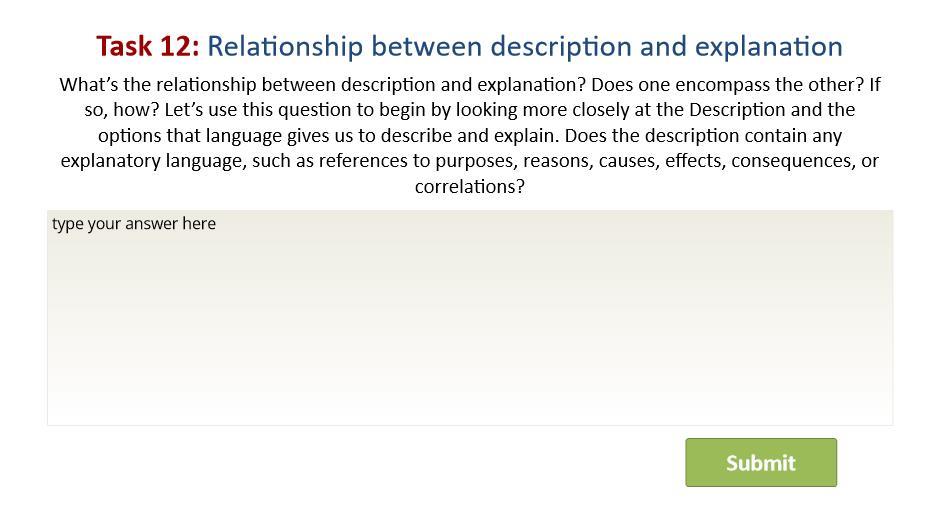 Task 12: Relationship between description and explanation
What’s the relationship between description and explanation? Does one encompass the other? If
so, how? Let’s use this question to begin by looking more closely at the Description and the
options that language gives us to describe and explain. Does the description contain any
explanatory language, such as references to purposes, reasons, causes, effects, consequences, or
correlations?
type your answer here
Submit